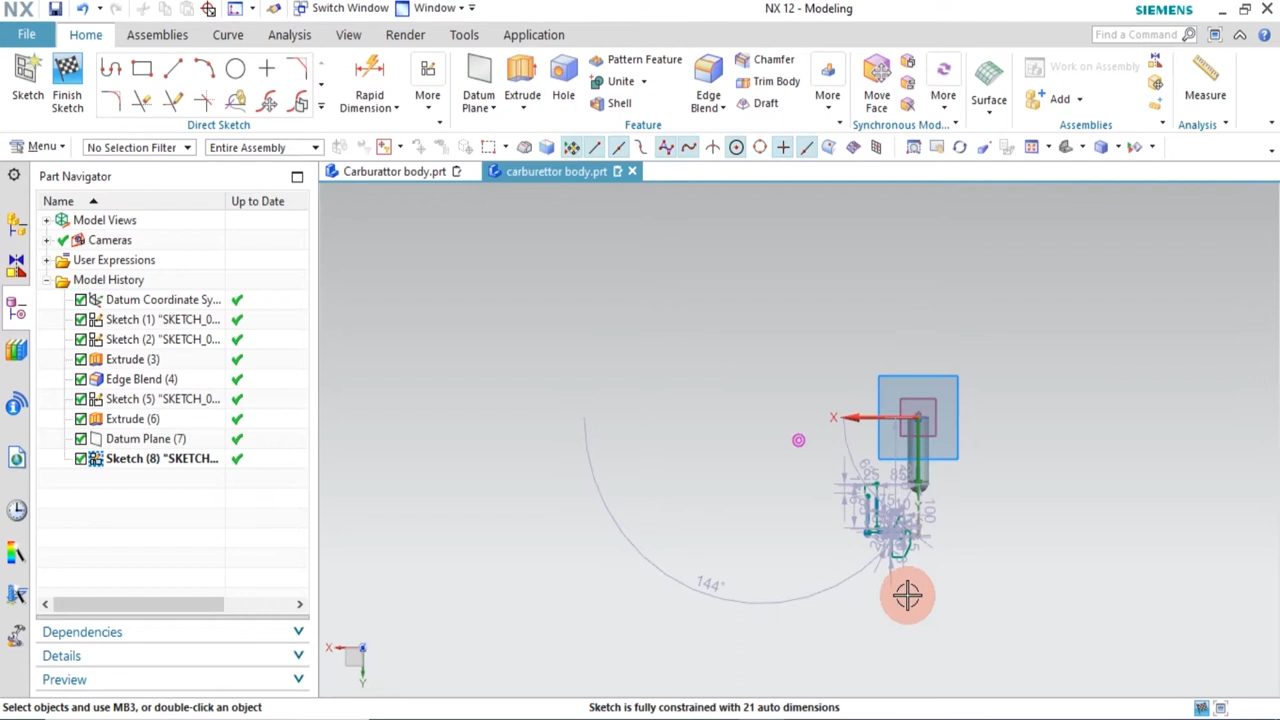 NX
Switch Window
Window
NX 12 - Modeling
SIEMENS
File
Home
Assemblies
Curve
Analysis
View
Render
Tools
Application
Find a Command
Sketch
Finish Sketch
Direct Sketch
Rapid Dimension
More
Datum Plane
Extrude
Hole
Pattern Feature
Unite
Shell
Feature
Edge Blend
Chamfer
Trim Body
Draft
More
Move Face
More
Synchronous Mod...
Surface
Work on Assembly
Add
Assemblies
Measure
Analysis
Menu
No Selection Filter
Entire Assembly
Part Navigator
Carburattor body.prt
carburettor body.prt
Name
Up to Date
Model Views
Cameras
User Expressions
Model History
Datum Coordinate Sy...
Sketch (1) "SKETCH_0...
Sketch (2) "SKETCH_0...
Extrude (3)
Edge Blend (4)
Sketch (5) "SKETCH_0...
Extrude (6)
Datum Plane (7)
Sketch (8) "SKETCH...
Dependencies
Details
Preview
X
25
85
100
144°
X
Y
Select objects and use MB3, or double-click an object
Sketch is fully constrained with 21 auto dimensions